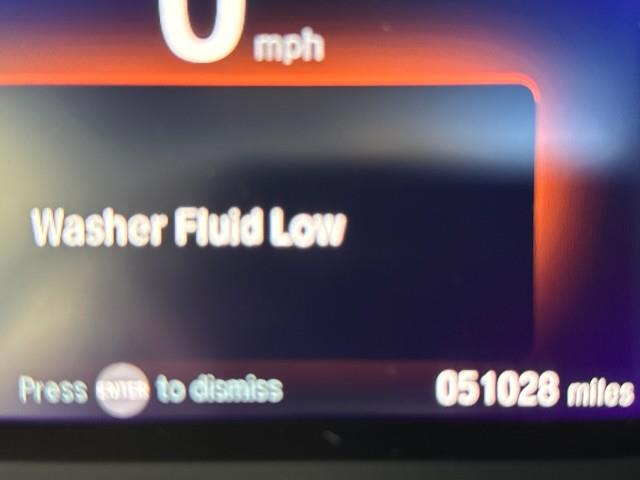 0 mph
Washer Fluid Low
Press ENTER to dismiss
051028 miles